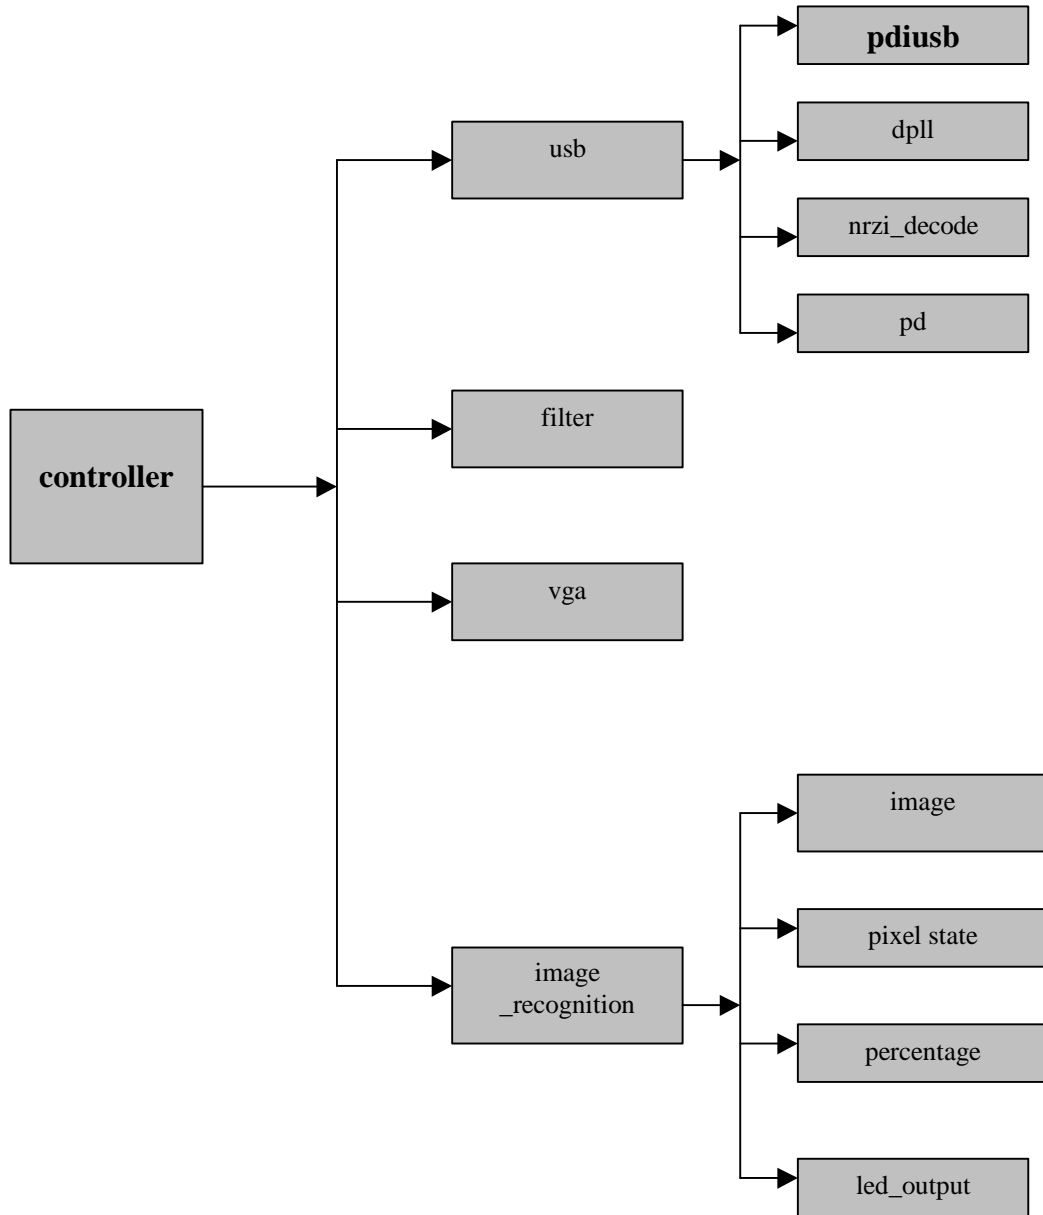 pdiusb
dpll
usb
nrzi_decode
pd
filter
controller
vga
image
pixel state
image
_recognition
percentage
led_output